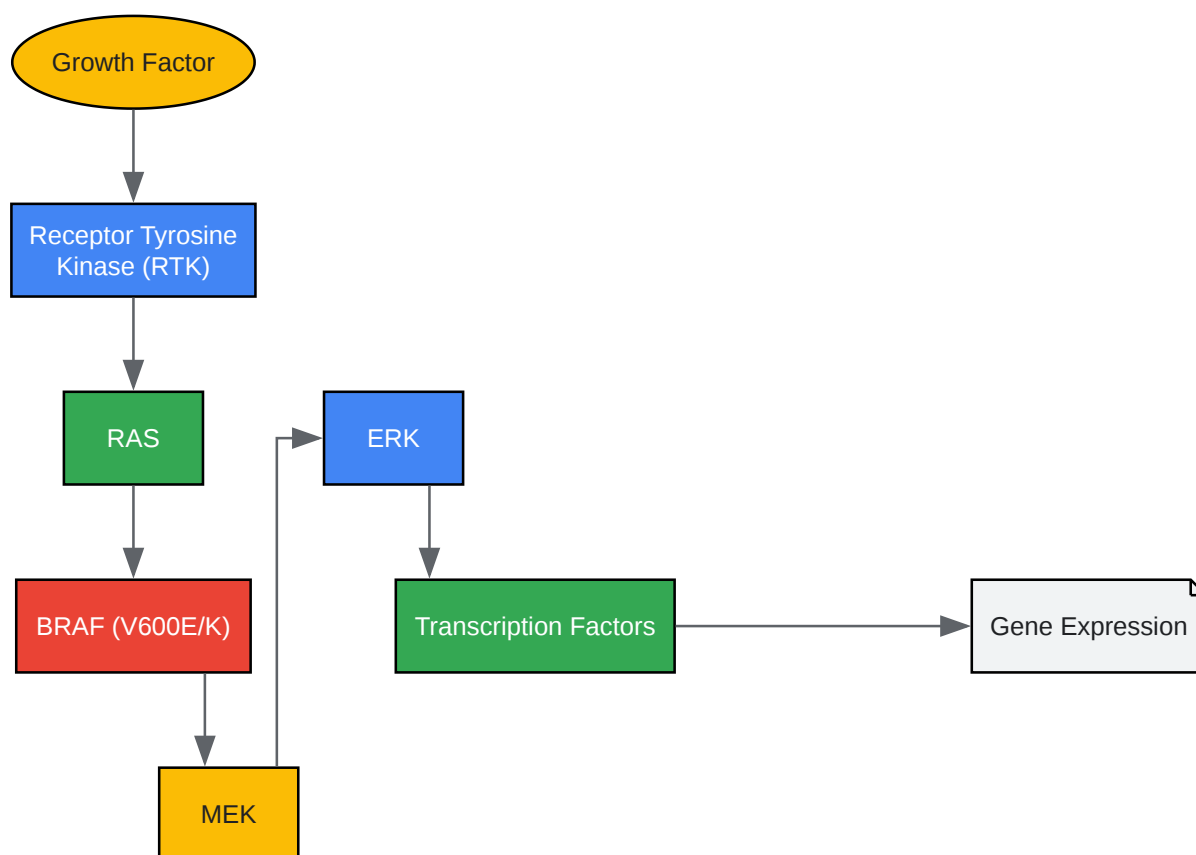 Growth Factor
Receptor Tyrosine
Kinase (RTK)
RAS
ERK
BRAF (V600E/K)
Transcription Factors
Gene Expression
MEK